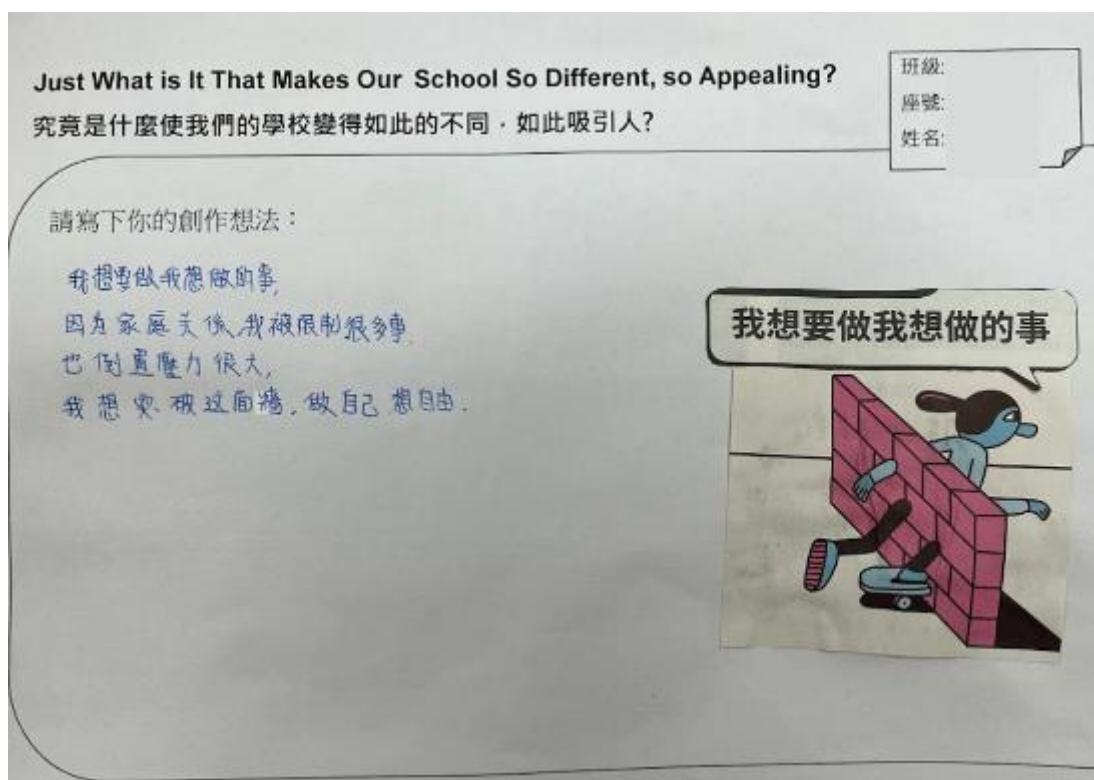 Just What is It That Makes Our School So Different, so Appealing?
究竟是什麼使我們的學校變得如此的不同，如此吸引人?
班級:
座號:
姓名:
請寫下你的創作想法：
我想要做我想做的事,
因為家庭关係,我被限制很多事.
也倒置壓力很大,
我想突破这面牆,做自己想自由.
我想要做我想做的事